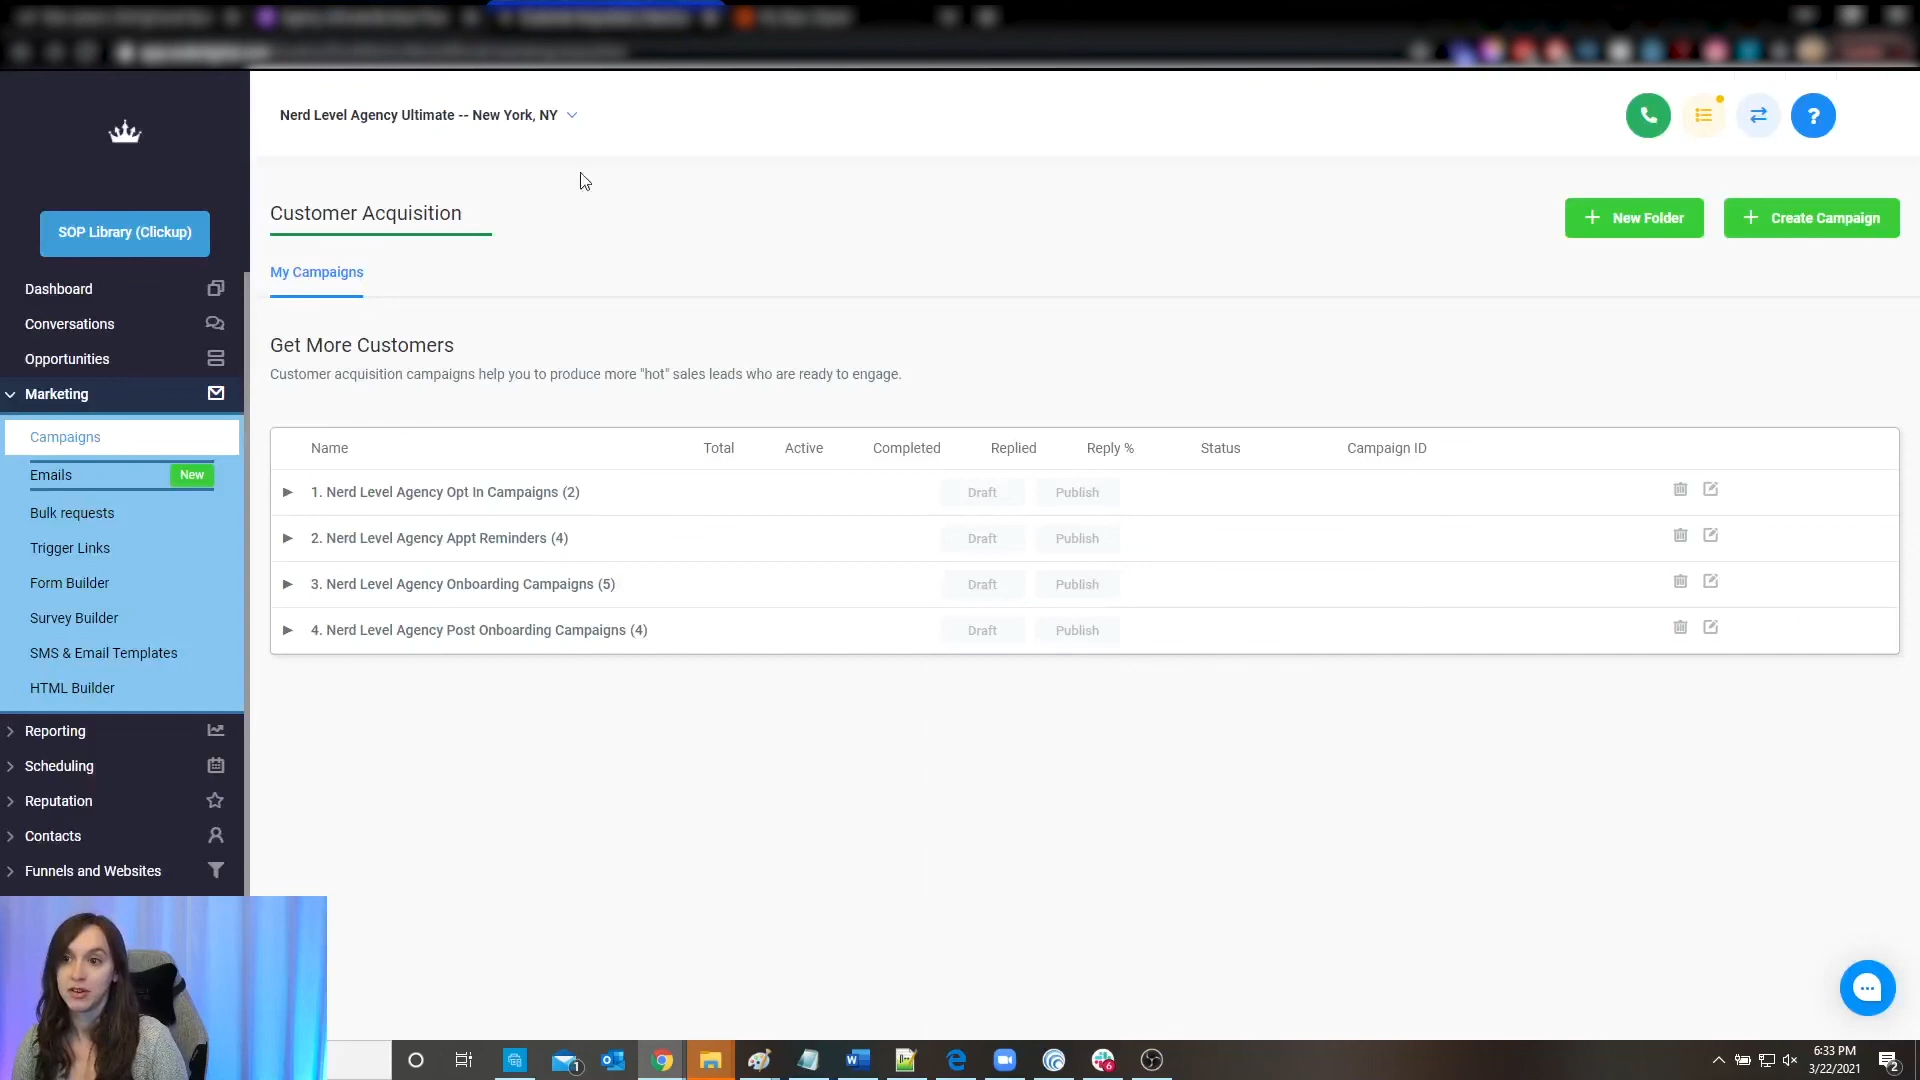 Nerd Level Agency Ultimate -- New York, NY
?
SOP Library (Clickup)
Dashboard
Conversations
Opportunities
Marketing
Campaigns
Emails
New
Bulk requests
Trigger Links
Form Builder
Survey Builder
SMS & Email Templates
HTML Builder
Reporting
Scheduling
Reputation
Contacts
Funnels and Websites
Customer Acquisition
+ New Folder
+ Create Campaign
My Campaigns
Get More Customers
Customer acquisition campaigns help you to produce more "hot" sales leads who are ready to engage.
Name Total Active Completed Replied Reply % Status Campaign ID
1. Nerd Level Agency Opt In Campaigns (2) Draft Publish
2. Nerd Level Agency Appt Reminders (4) Draft Publish
3. Nerd Level Agency Onboarding Campaigns (5) Draft Publish
4. Nerd Level Agency Post Onboarding Campaigns (4) Draft Publish
1
6
6:33 PM
3/22/2021
2